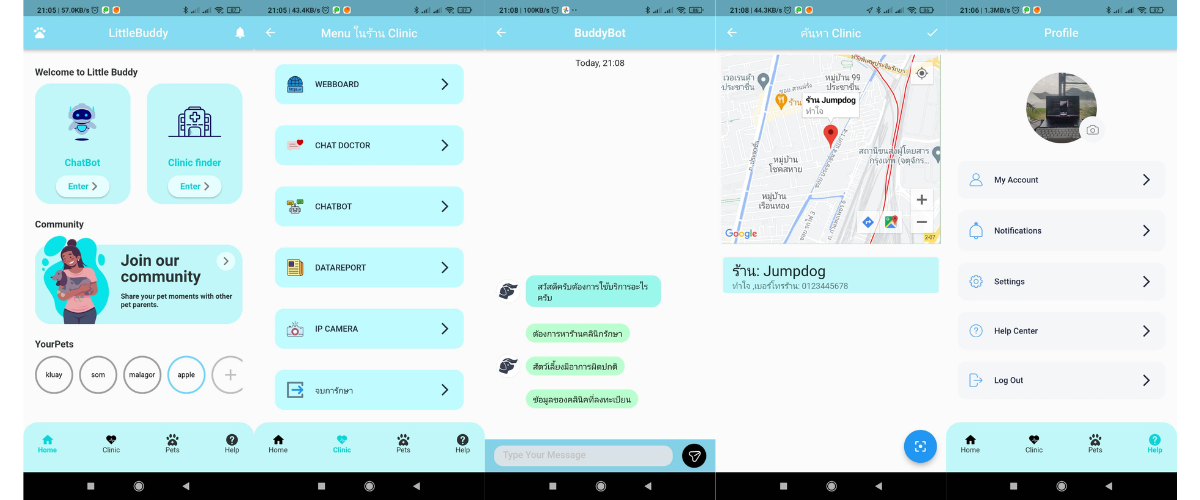 21:05 | 57.0KB/s
LittleBuddy
Welcome to Little Buddy
ChatBot
Enter
Clinic finder
Enter
Community
Join our
community
Share your pet moments with other
pet parents.
YourPets
kluay
som
malagor
apple
Home
Clinic
Pets
Help
21:05 | 43.4KB/s
Menu ในร้าน Clinic
WEBBOARD
CHAT DOCTOR
CHATBOT
DATAREPORT
IP CAMERA
จบการรักษา
Home
Clinic
Pets
Help
21:08 | 100KB/s
BuddyBot
Today, 21:08
สวัสดีครับต้องการใช้บริการอะไร
ครับ
ต้องการหาร้านคลินิกรักษา
สัตว์เลี้ยงมีอาการผิดปกติ
ข้อมูลของคลินิคที่ลงทะเบียน
Type Your Message
21:08 | 44.3KB/s
ค้นหา Clinic
หมู่บ้าน 99
ประชาชื่น
ร้าน Jumpdog
ท่าใจ
หมู่บ้าน
โชคสหาย
สถานีขนส่งผู้โดยสาร
กรุงเทพ (จตุจักร...
หมู่บ้าน
เรือนทอง
Google
ร้าน: Jumpdog
ท่าใจ ,เบอร์โทรร้าน: 0123445678
21:06 | 1.3MB/s
Profile
My Account
Notifications
Settings
Help Center
Log Out
Home
Clinic
Pets
Help